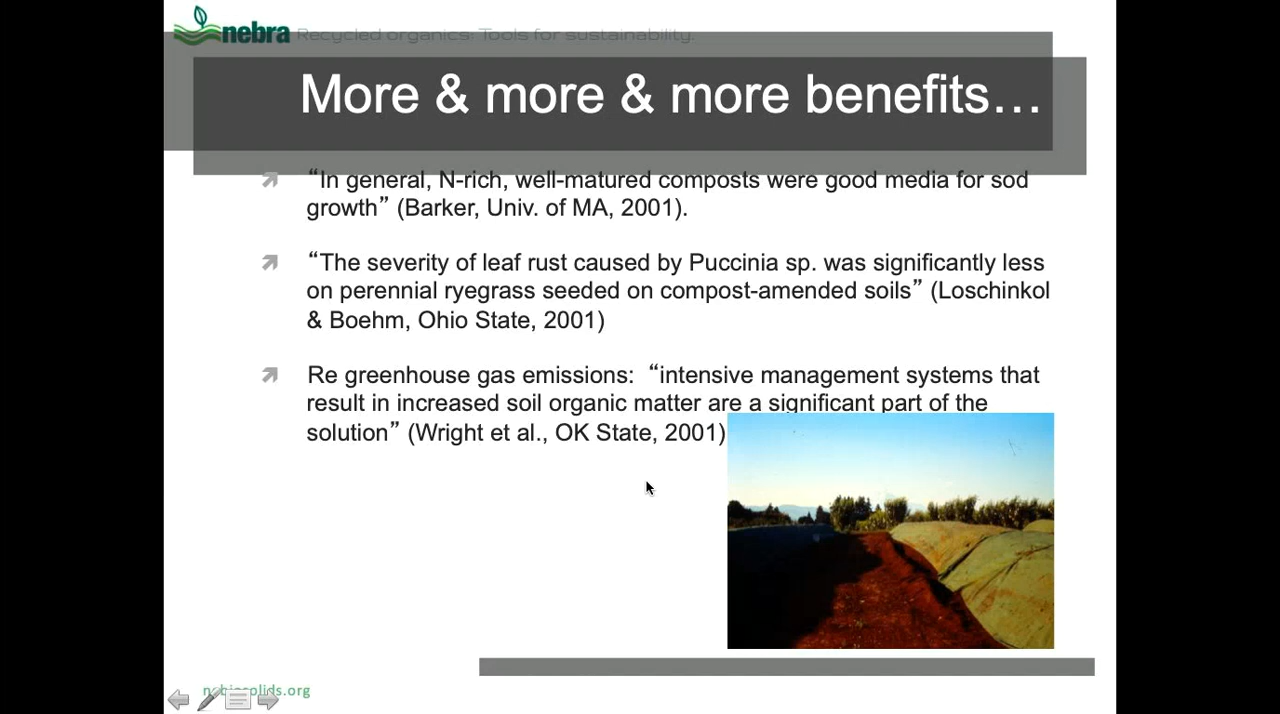 nebra Recycled organics: Tools for sustainability.
More & more & more benefits…
“In general, N-rich, well-matured composts were good media for sod
growth” (Barker, Univ. of MA, 2001).
“The severity of leaf rust caused by Puccinia sp. was significantly less
on perennial ryegrass seeded on compost-amended soils” (Loschinkol
& Boehm, Ohio State, 2001)
Re greenhouse gas emissions: “intensive management systems that
result in increased soil organic matter are a significant part of the
solution” (Wright et al., OK State, 2001)